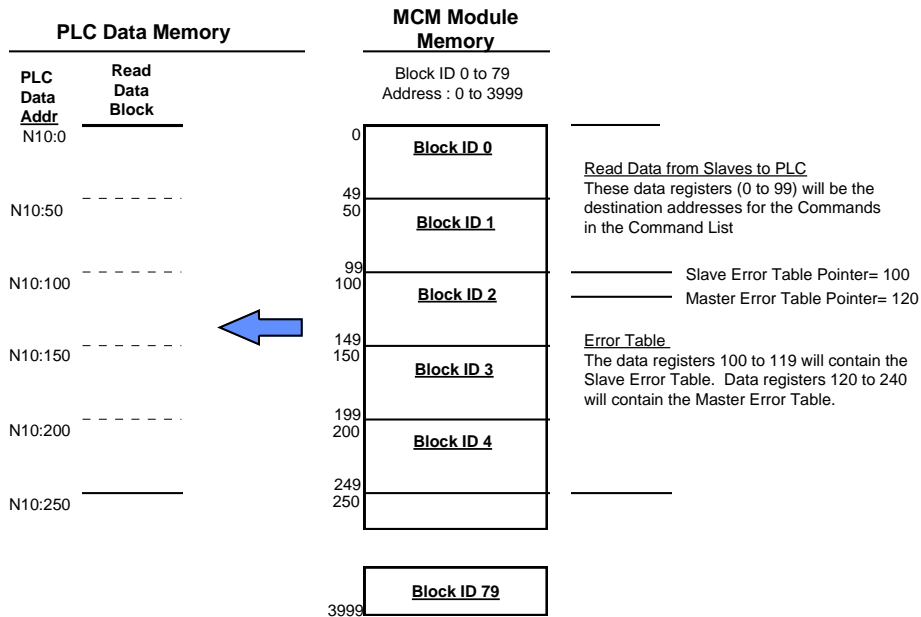 PLC Data Memory
MCM Module
Memory
PLC
Data
Addr
Read
Data
Block
Block ID 0 to 79
Address : 0 to 3999
N10:0
0
Block ID 0
Read Data from Slaves to PLC
These data registers (0 to 99) will be the
destination addresses for the Commands
in the Command List
49
N10:50
50
Block ID 1
99
N10:100
100
Slave Error Table Pointer= 100
Block ID 2
Master Error Table Pointer= 120
149
N10:150
150
Error Table
The data registers 100 to 119 will contain the
Slave Error Table. Data registers 120 to 240
will contain the Master Error Table.
Block ID 3
199
N10:200
200
Block ID 4
249
N10:250
250
Block ID 79
3999